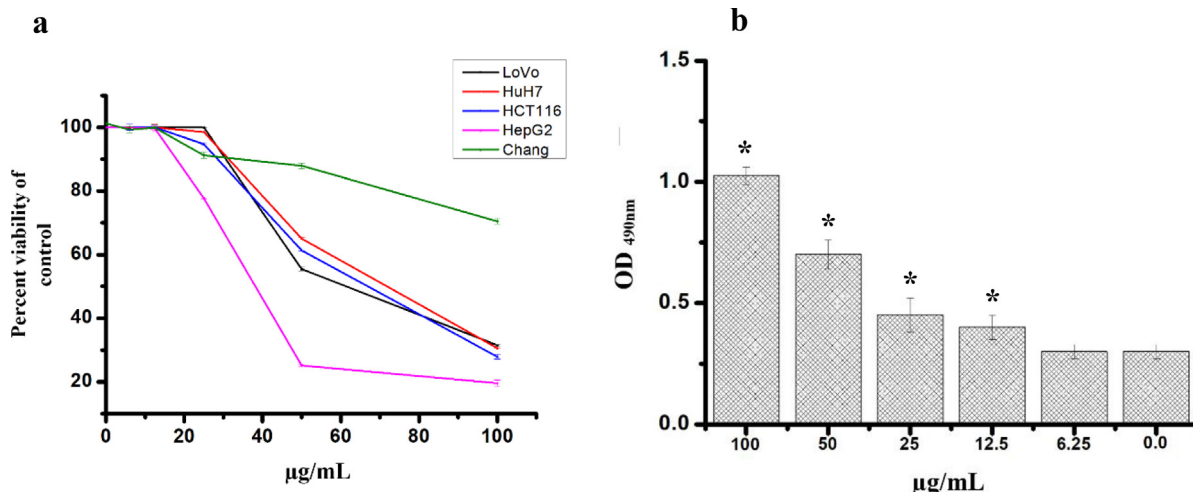 a
LoVo
HuH7
HCT116
HepG2
Chang
Percent viability of
control
100
80
60
40
20
0 20 40 60 80 100
µg/mL
b
OD 490nm
1.5
1.0
0.5
0.0
*
*
*
*
100 50 25 12.5 6.25 0.0
µg/mL